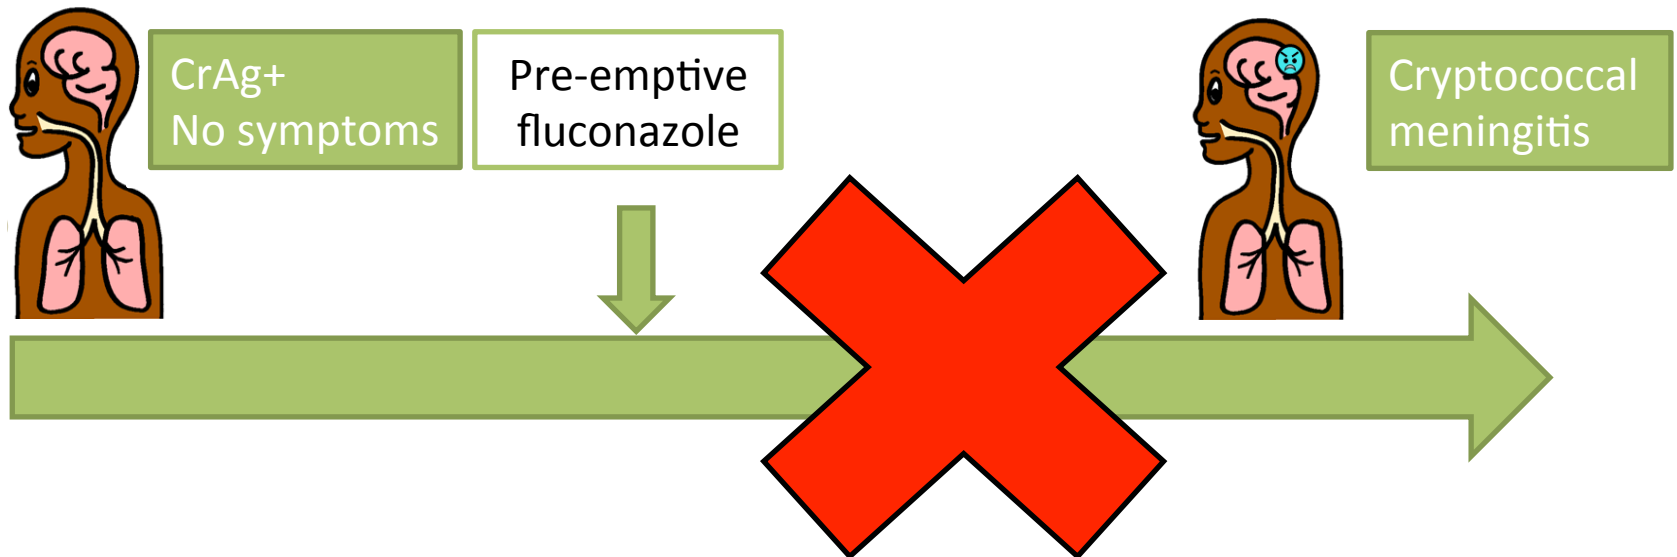 CrAg+
No symptoms
Pre-emptive
fluconazole
Cryptococcal
meningitis